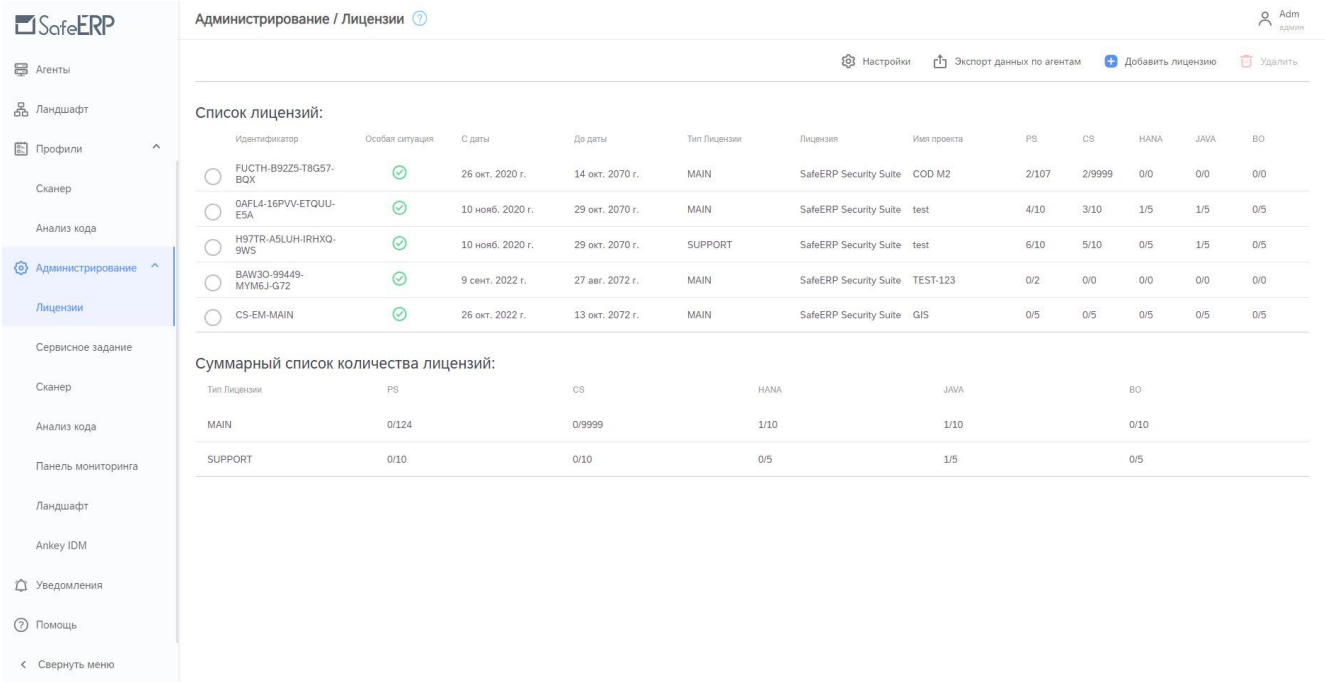 SafeERP
Администрирование / Лицензии ?
Adm
админ
Агенты
Ландшафт
Профили
Сканер
Анализ кода
Администрирование
Лицензии
Сервисное задание
Сканер
Анализ кода
Панель мониторинга
Ландшафт
Ankey IDM
Уведомления
Помощь
Свернуть меню
Настройки Экспорт данных по агентам Добавить лицензию Удалить
Список лицензий:
Идентификатор Особая ситуация С даты До даты Тип Лицензии Лицензия Имя проекта PS CS HANA JAVA BO
FUCTH-B92Z5-T8G57-
BQX 26 окт. 2020 г. 14 окт. 2070 г. MAIN SafeERP Security Suite COD M2 2/107 2/9999 0/0 0/0 0/0
0AFL4-16PVV-ETQUU-
E5A 10 нояб. 2020 г. 29 окт. 2070 г. MAIN SafeERP Security Suite test 4/10 3/10 1/5 1/5 0/5
H97TR-A5LUH-IRHXQ-
9WS 10 нояб. 2020 г. 29 окт. 2070 г. SUPPORT SafeERP Security Suite test 6/10 5/10 0/5 1/5 0/5
BAW3O-99449-
MYM6J-G72 9 сент. 2022 г. 27 авг. 2072 г. MAIN SafeERP Security Suite TEST-123 0/2 0/0 0/0 0/0 0/0
CS-EM-MAIN 26 окт. 2022 г. 13 окт. 2072 г. MAIN SafeERP Security Suite GIS 0/5 0/5 0/5 0/5 0/5
Суммарный список количества лицензий:
Тип Лицензии PS CS HANA JAVA BO
MAIN 0/124 0/9999 1/10 1/10 0/10
SUPPORT 0/10 0/10 0/5 1/5 0/5